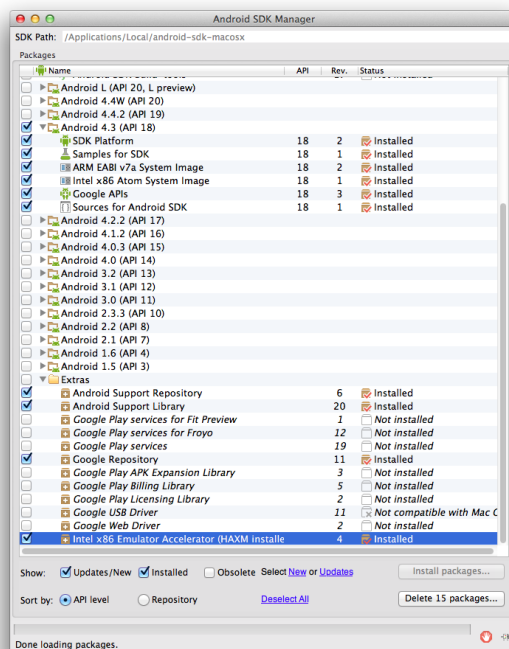 Android SDK Manager
SDK Path: /Applications/Local/android-sdk-macosx
Packages
Name API Rev. Status
Android L (API 20, L preview)
Android 4.4W (API 20)
Android 4.4.2 (API 19)
Android 4.3 (API 18)
SDK Platform 18 2 Installed
Samples for SDK 18 1 Installed
ARM EABI v7a System Image 18 2 Installed
Intel x86 Atom System Image 18 1 Installed
Google APIs 18 3 Installed
Sources for Android SDK 18 1 Installed
Android 4.2.2 (API 17)
Android 4.1.2 (API 16)
Android 4.0.3 (API 15)
Android 4.0 (API 14)
Android 3.2 (API 13)
Android 3.1 (API 12)
Android 3.0 (API 11)
Android 2.3.3 (API 10)
Android 2.2 (API 8)
Android 2.1 (API 7)
Android 1.6 (API 4)
Android 1.5 (API 3)
Extras
Android Support Repository 6 Installed
Android Support Library 20 Installed
Google Play services for Fit Preview 1 Not installed
Google Play services for Froyo 12 Not installed
Google Play services 19 Not installed
Google Repository 11 Installed
Google Play APK Expansion Library 3 Not installed
Google Play Billing Library 5 Not installed
Google Play Licensing Library 2 Not installed
Google USB Driver 11 Not compatible with Mac O
Google Web Driver 2 Not installed
Intel x86 Emulator Accelerator (HAXM installe 4 Installed
Show: Updates/New Installed Obsolete Select New or Updates Install packages...
Sort by: API level Repository Deselect All Delete 15 packages...
Done loading packages.